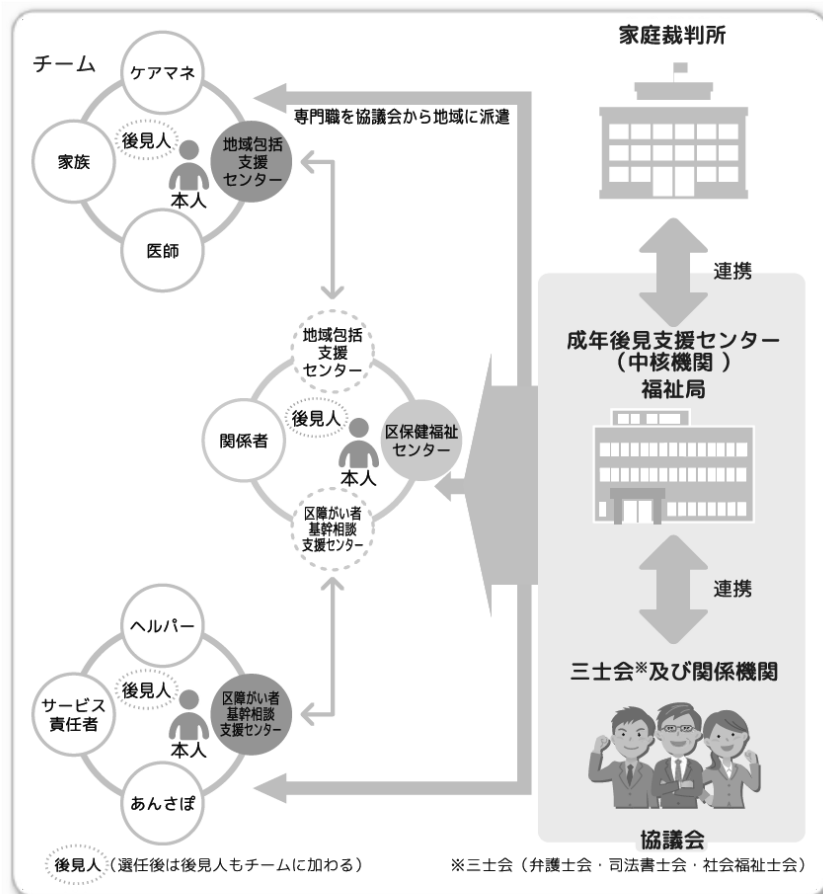 チーム
ケアマネ
後見人
家族
本人
地域包括
支援
センター
医師
専門職を協議会から地域に派遣
家庭裁判所
連携
成年後見支援センター
（中核機関 ）
福祉局
地域包括
支援
センター
後見人
関係者
本人
区保健福祉
センター
区障がい者
基幹相談
支援センター
連携
三士会※及び関係機関
協議会
ヘルパー
後見人
サービス
責任者
本人
区障がい者
基幹相談
支援センター
あんさぽ
後見人（選任後は後見人もチームに加わる）
※三士会（弁護士会・司法書士会・社会福祉士会）